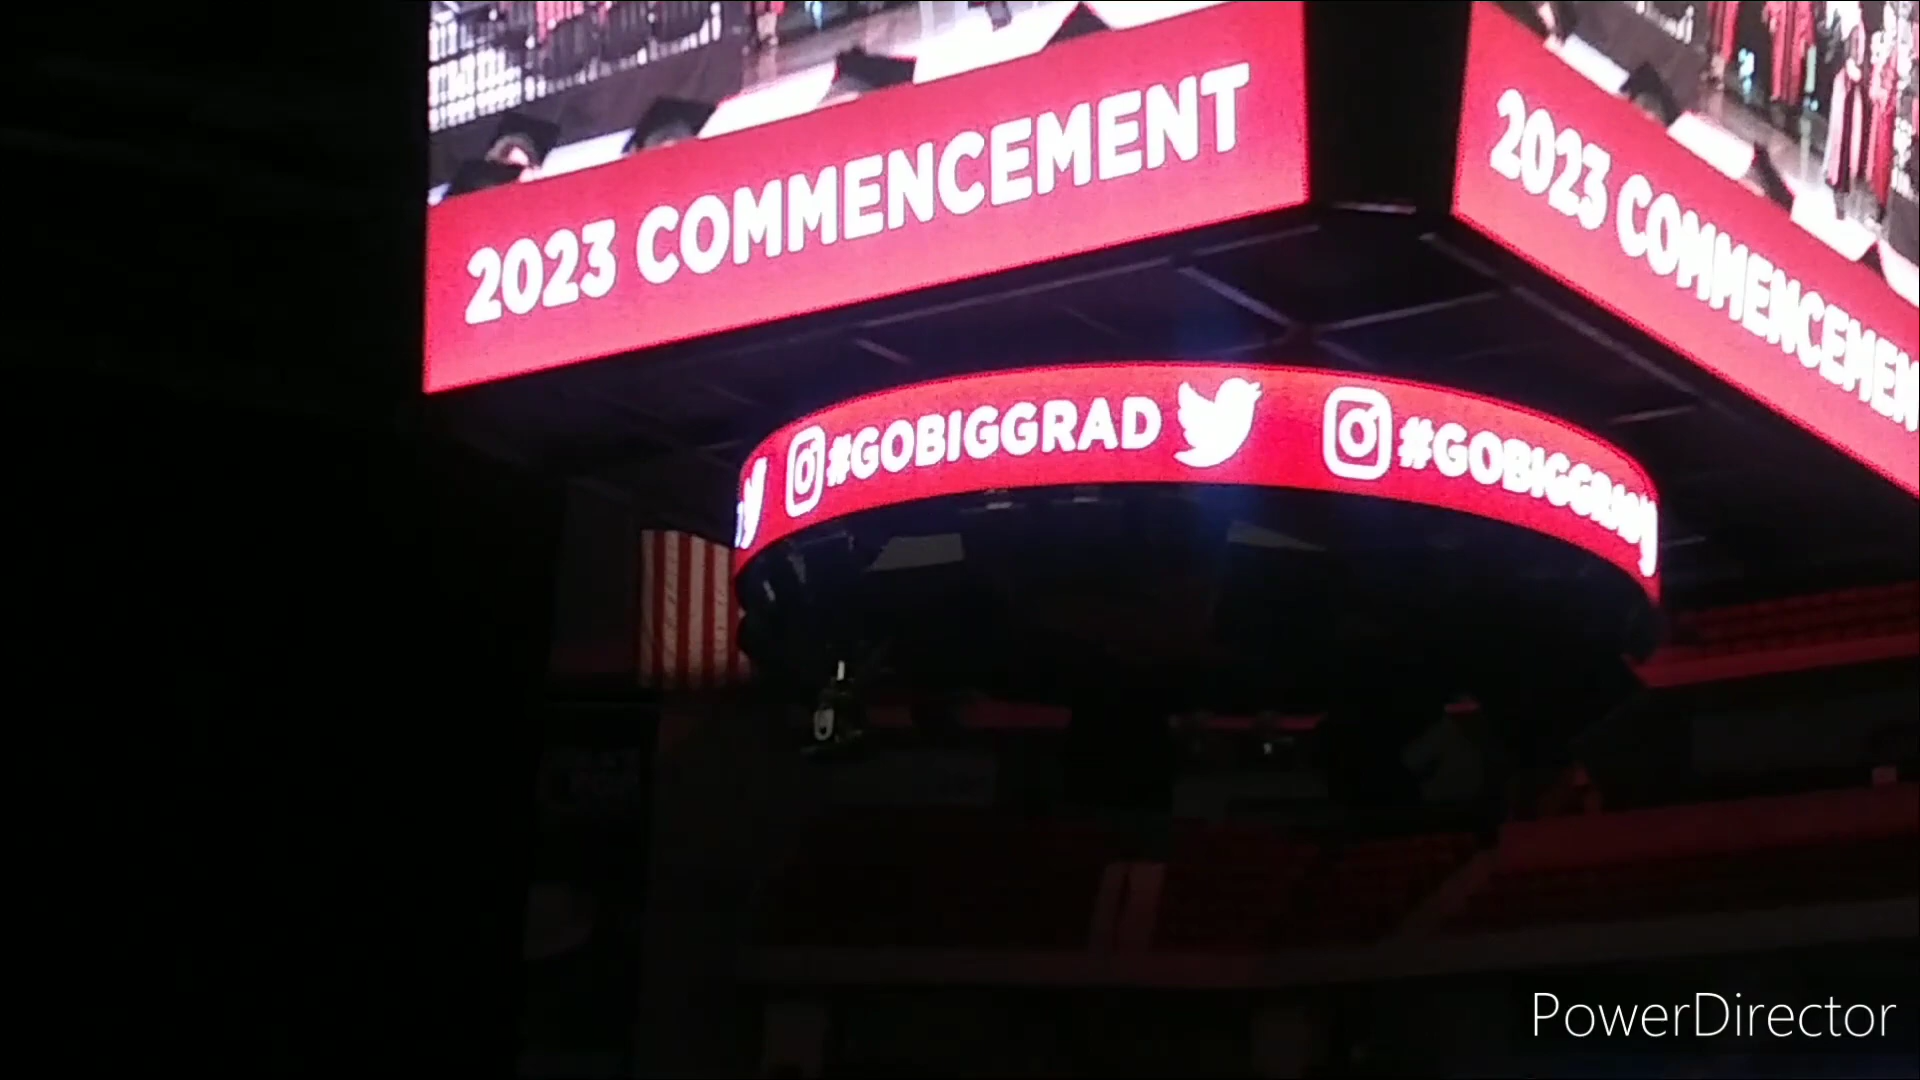 2023 COMMENCEMENT
2023 COMMENCEMEN
#GOBIGGRAD
#GOBIGGRA
PowerDirector